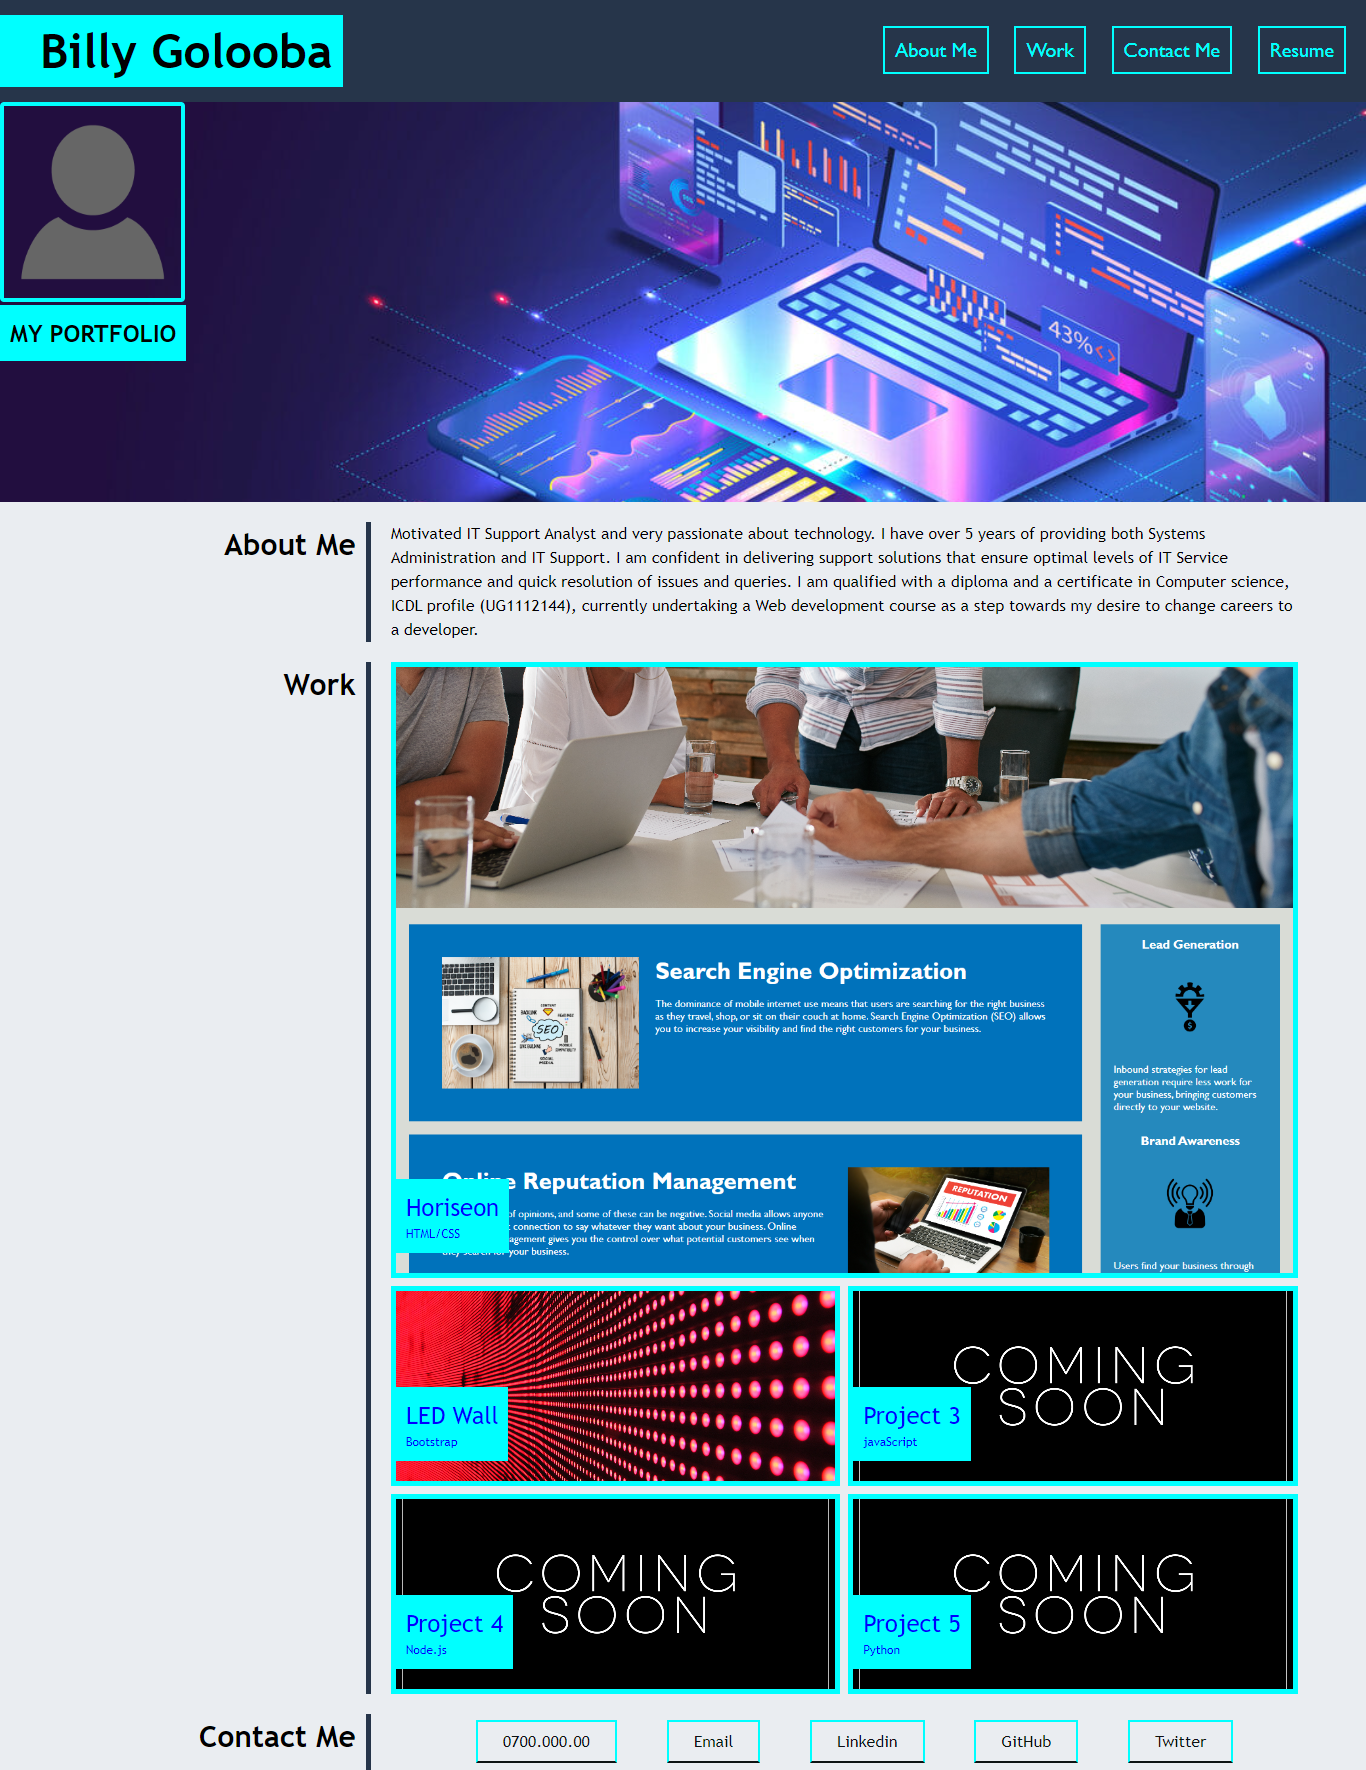 Billy Golooba
About Me
Work
Contact Me
Resume
MY PORTFOLIO
43%
About Me
Motivated IT Support Analyst and very passionate about technology. I have over 5 years of providing both Systems
Administration and IT Support. I am confident in delivering support solutions that ensure optimal levels of IT Service
performance and quick resolution of issues and queries. I am qualified with a diploma and a certificate in Computer science,
ICDL profile (UG1112144), currently undertaking a Web development course as a step towards my desire to change careers to
a developer.
Work
Search Engine Optimization
The dominance of mobile internet use means that users are searching for the right business
as they travel, shop, or sit on their couch at home. Search Engine Optimization (SEO) allows
you to increase your visibility and find the right customers for your business.
SEO
Lead Generation
Inbound strategies for lead
generation require less work for
your business, bringing customers
directly to your website.
Brand Awareness
Users find your business through
Reputation Management
of opinions, and some of these can be negative. Social media allows anyone
connection to say whatever they want about your business. Online
gives you the control over what potential customers see when
your business.
REPUTATION
Horiseon
HTML/CSS
LED Wall
Bootstrap
COMING
SOON
Project 3
javaScript
COMING
SOON
Project 4
Node.js
COMING
SOON
Project 5
Python
Contact Me
0700.000.00
Email
Linkedin
GitHub
Twitter